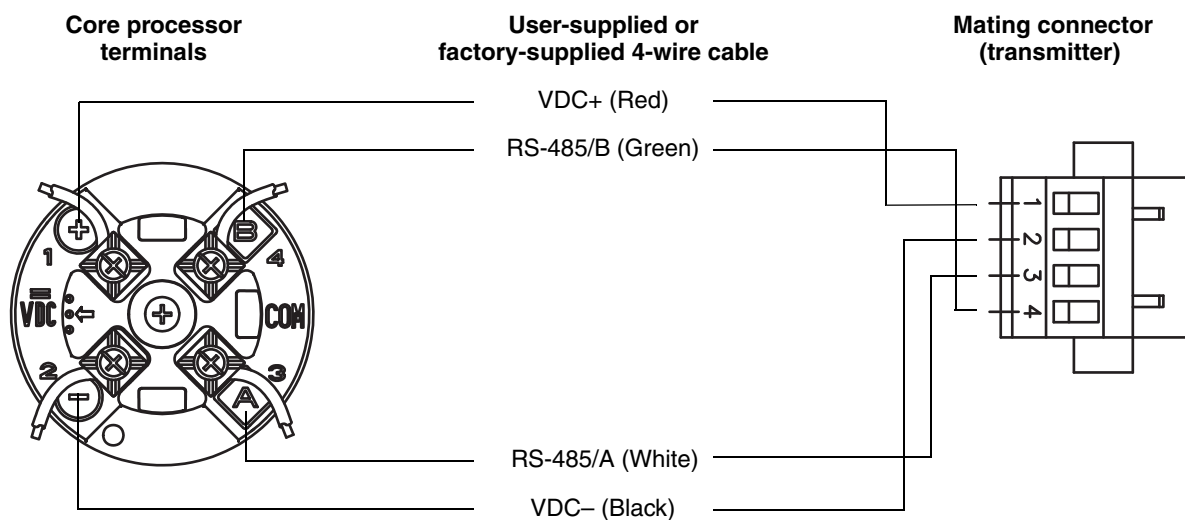 Core processor
terminals
User-supplied or
factory-supplied 4-wire cable
Mating connector
(transmitter)
VDC+ (Red)
RS-485/B (Green)
1
+
B
4
VDC
COM
2
–
A
3
1
2
3
4
RS-485/A (White)
VDC– (Black)